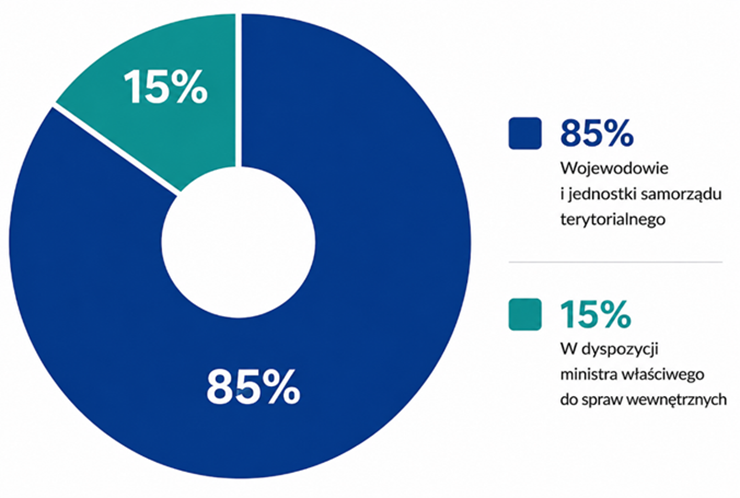 15%
85%
85%
Wojewodowie
i jednostki samorządu
terytorialnego
15%
W dyspozycji
ministra właściwego
do spraw wewnętrznych